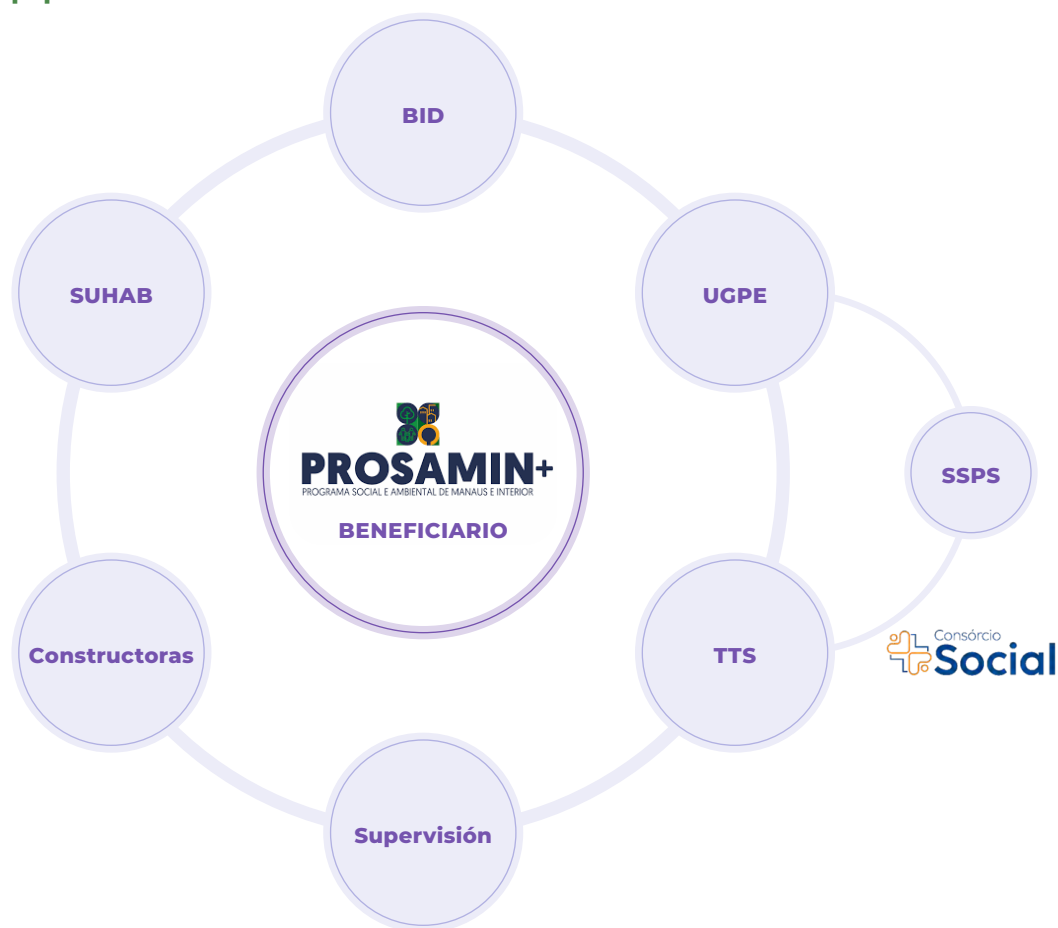 BID
SUHAB
UGPE
PROSAMIN+
PROGRAMA SOCIAL E AMBIENTAL DE MANAUS E INTERIOR
BENEFICIARIO
SSPS
Constructoras
TTS
Consórcio
Social
Supervisión